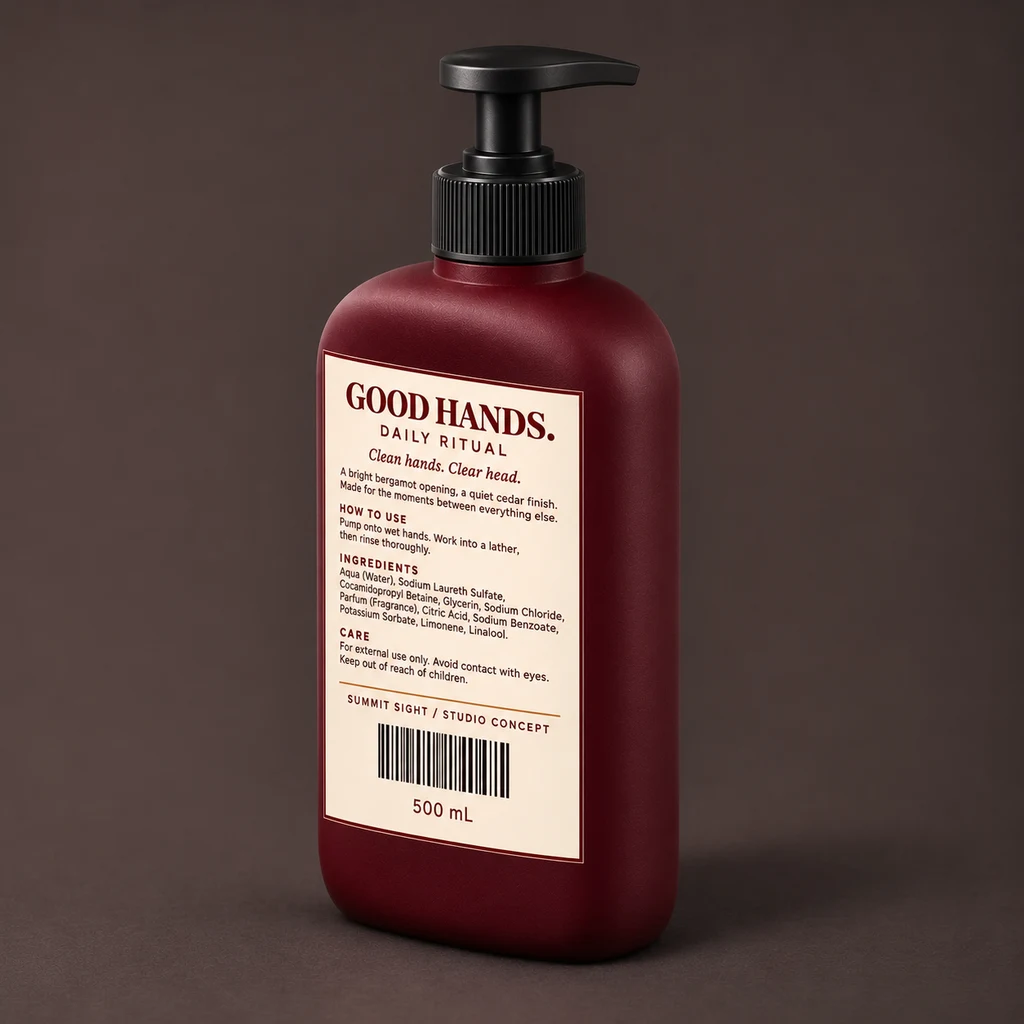 GOOD HANDS.
DAILY RITUAL
Clean hands. Clear head.
A bright bergamot opening, a quiet cedar finish.
Made for the moments between everything else.
HOW TO USE
Pump onto wet hands. Work into a lather,
then rinse thoroughly.
INGREDIENTS
Aqua (Water), Sodium Laureth Sulfate,
Cocamidopropyl Betaine, Glycerin, Sodium Chloride,
Parfum (Fragrance), Citric Acid, Sodium Benzoate,
Potassium Sorbate, Limonene, Linalool.
CARE
For external use only. Avoid contact with eyes.
Keep out of reach of children.
SUMMIT SIGHT / STUDIO CONCEPT
500 mL